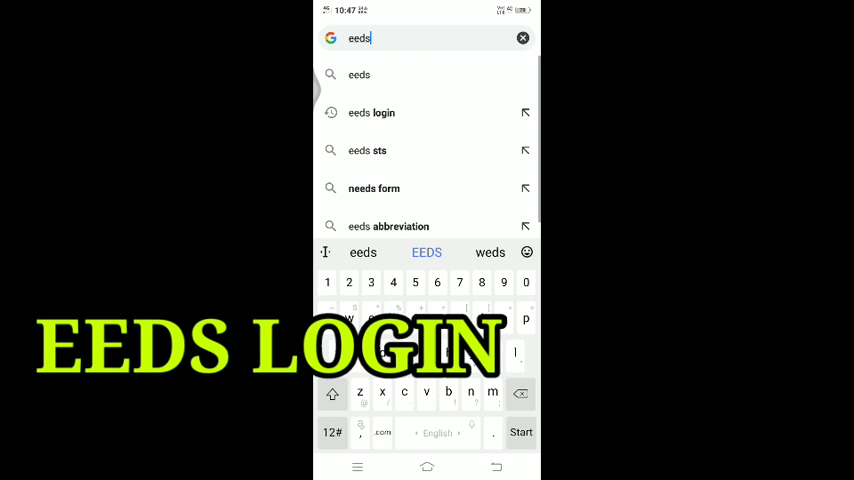 4G 10:47
eeds
eeds
eeds login
eeds sts
needs form
eeds abbreviation
eeds EEDS weds
1 2 3 4 5 6 7 8 9 0
w p
l
EEDS LOGIN
z x c v b n m
@ / ! ? ;
12# , .com English . Start